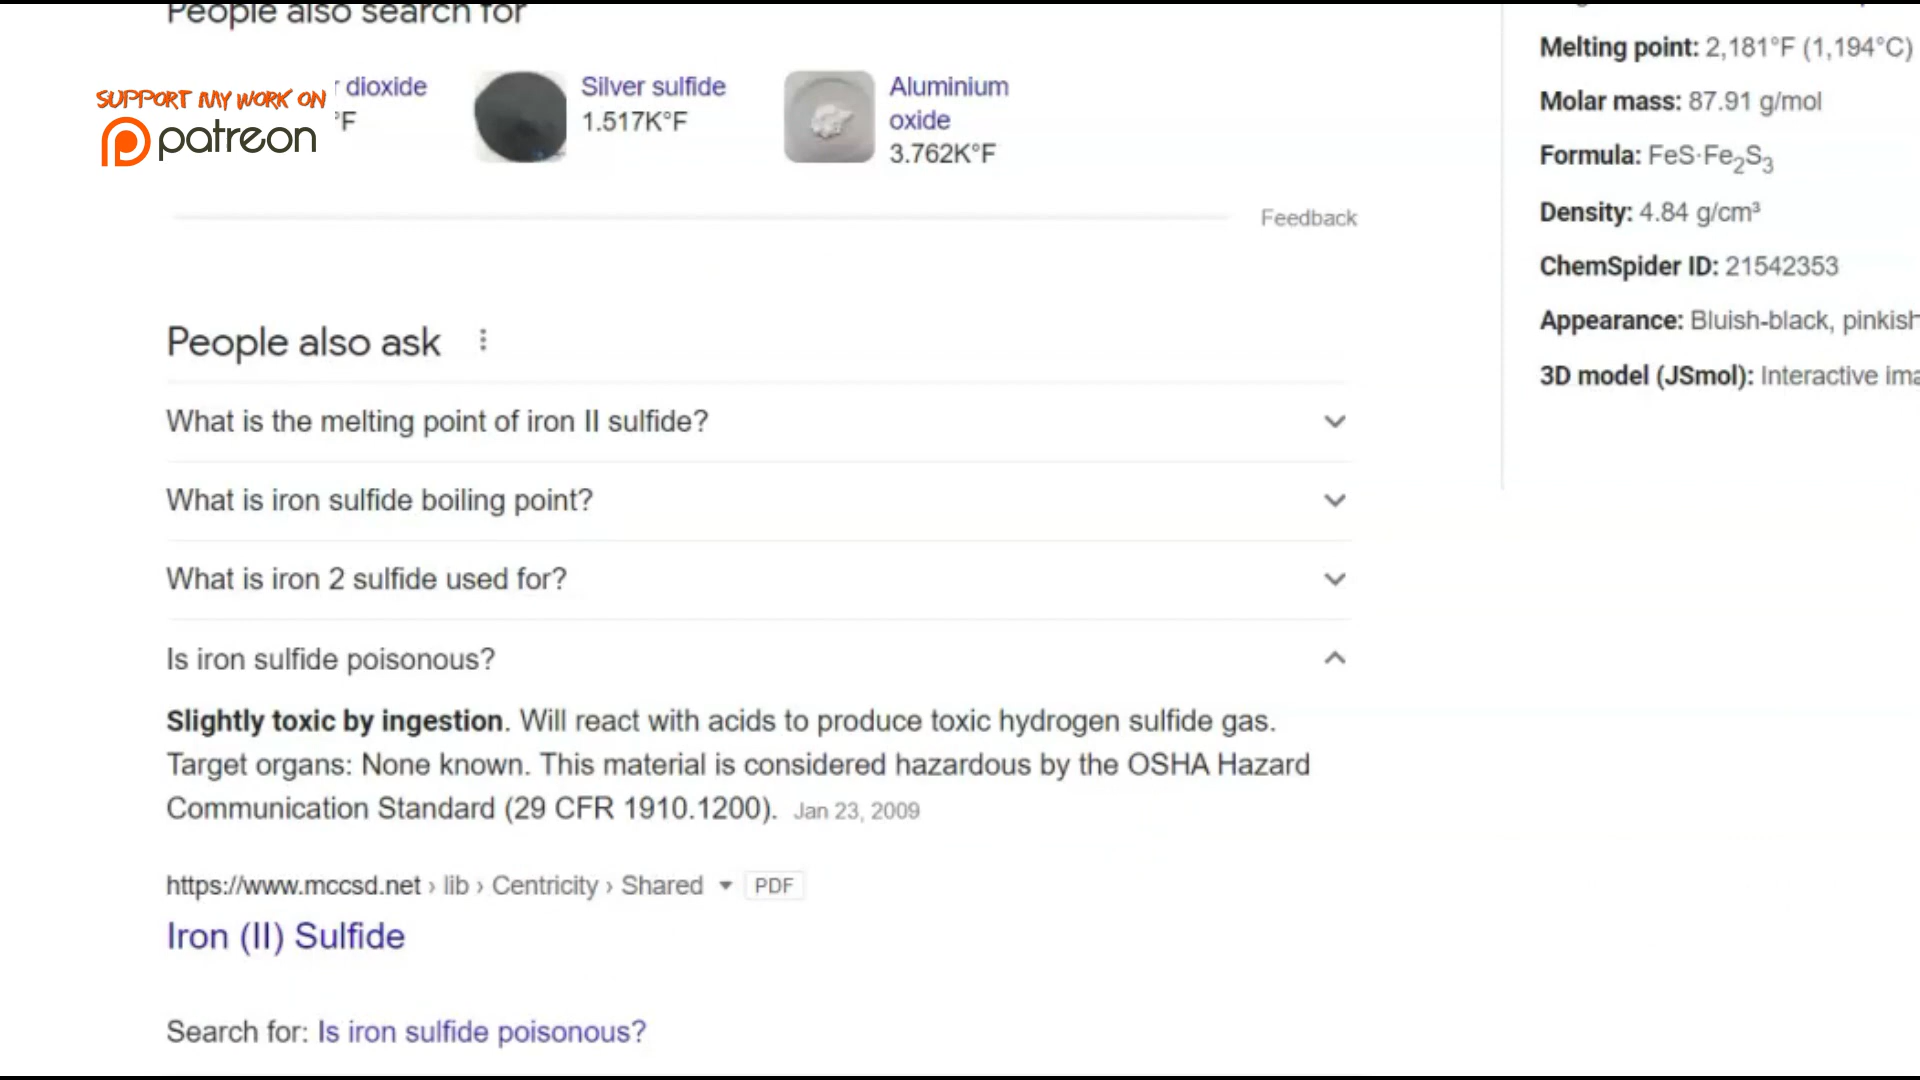 People also search for
SUPPORT MY WORK ON
patreon
r dioxide
°F
Silver sulfide
1.517K°F
Aluminium
oxide
3.762K°F
Feedback
People also ask
What is the melting point of iron II sulfide?
What is iron sulfide boiling point?
What is iron 2 sulfide used for?
Is iron sulfide poisonous?
Slightly toxic by ingestion. Will react with acids to produce toxic hydrogen sulfide gas.
Target organs: None known. This material is considered hazardous by the OSHA Hazard
Communication Standard (29 CFR 1910.1200). Jan 23, 2009
https://www.mccsd.net › lib › Centricity › Shared PDF
Iron (II) Sulfide
Search for: Is iron sulfide poisonous?
Melting point: 2,181°F (1,194°C)
Molar mass: 87.91 g/mol
Formula: FeS·Fe₂S₃
Density: 4.84 g/cm³
ChemSpider ID: 21542353
Appearance: Bluish-black, pinkish
3D model (JSmol): Interactive ima